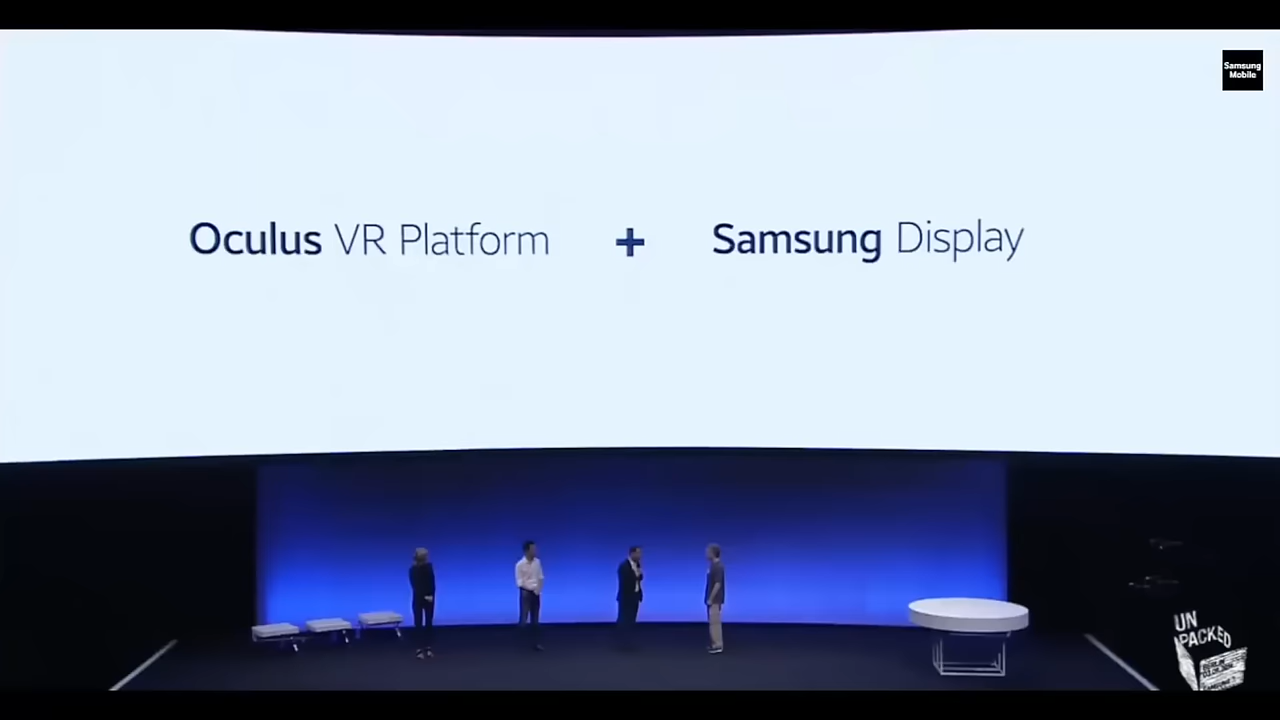 Samsung
Mobile
Oculus VR Platform + Samsung Display
UN
PACKED